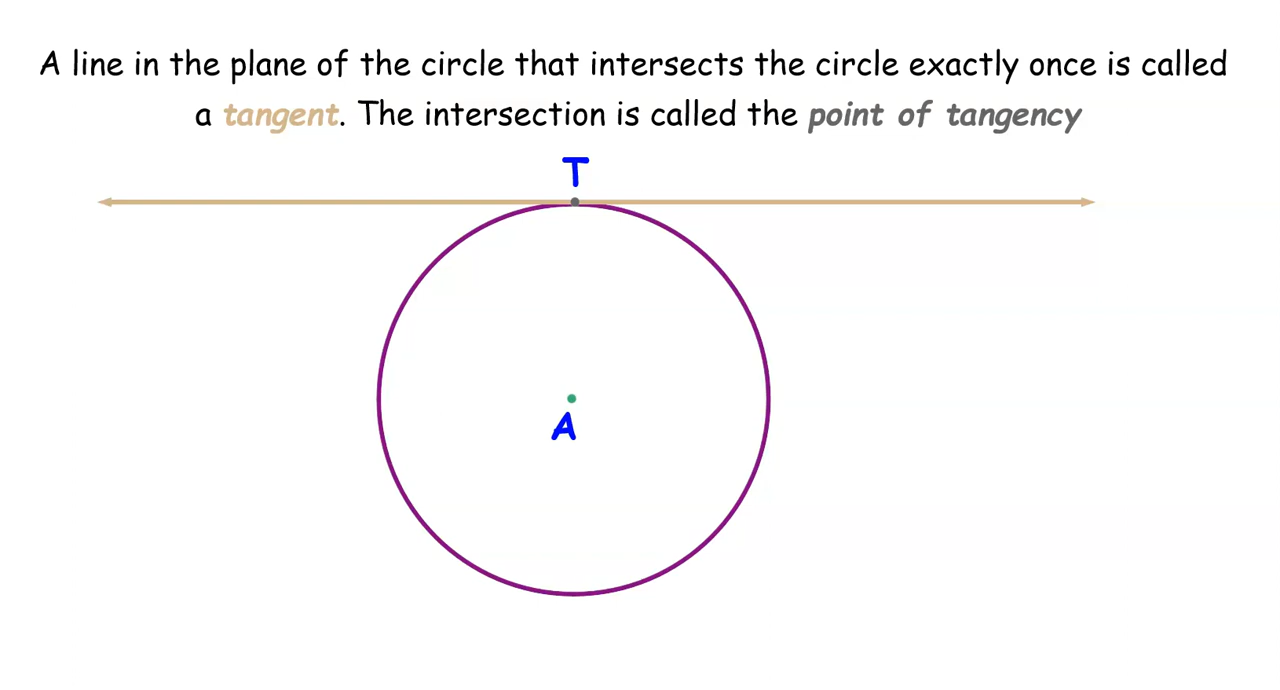 A line in the plane of the circle that intersects the circle exactly once is called
a tangent. The intersection is called the point of tangency
T
A